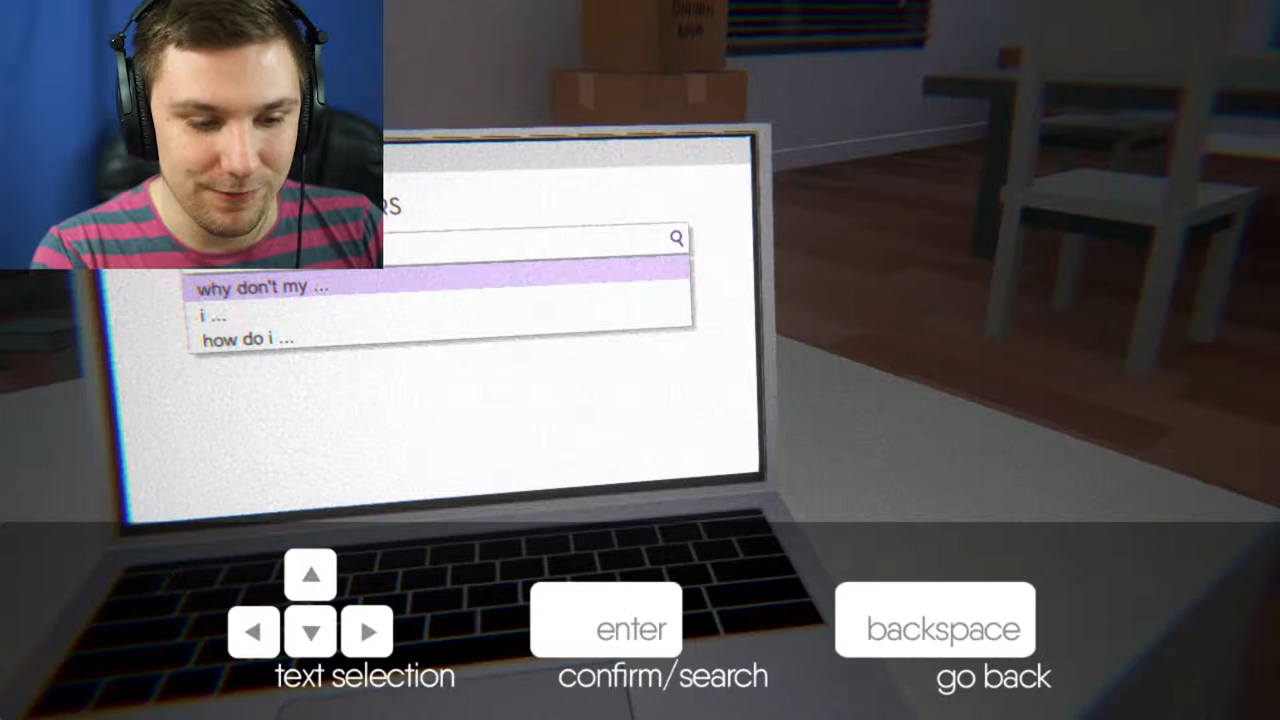 RS
why don't my ...
i ...
how do i ...
enter
backspace
text selection
confirm/search
go back